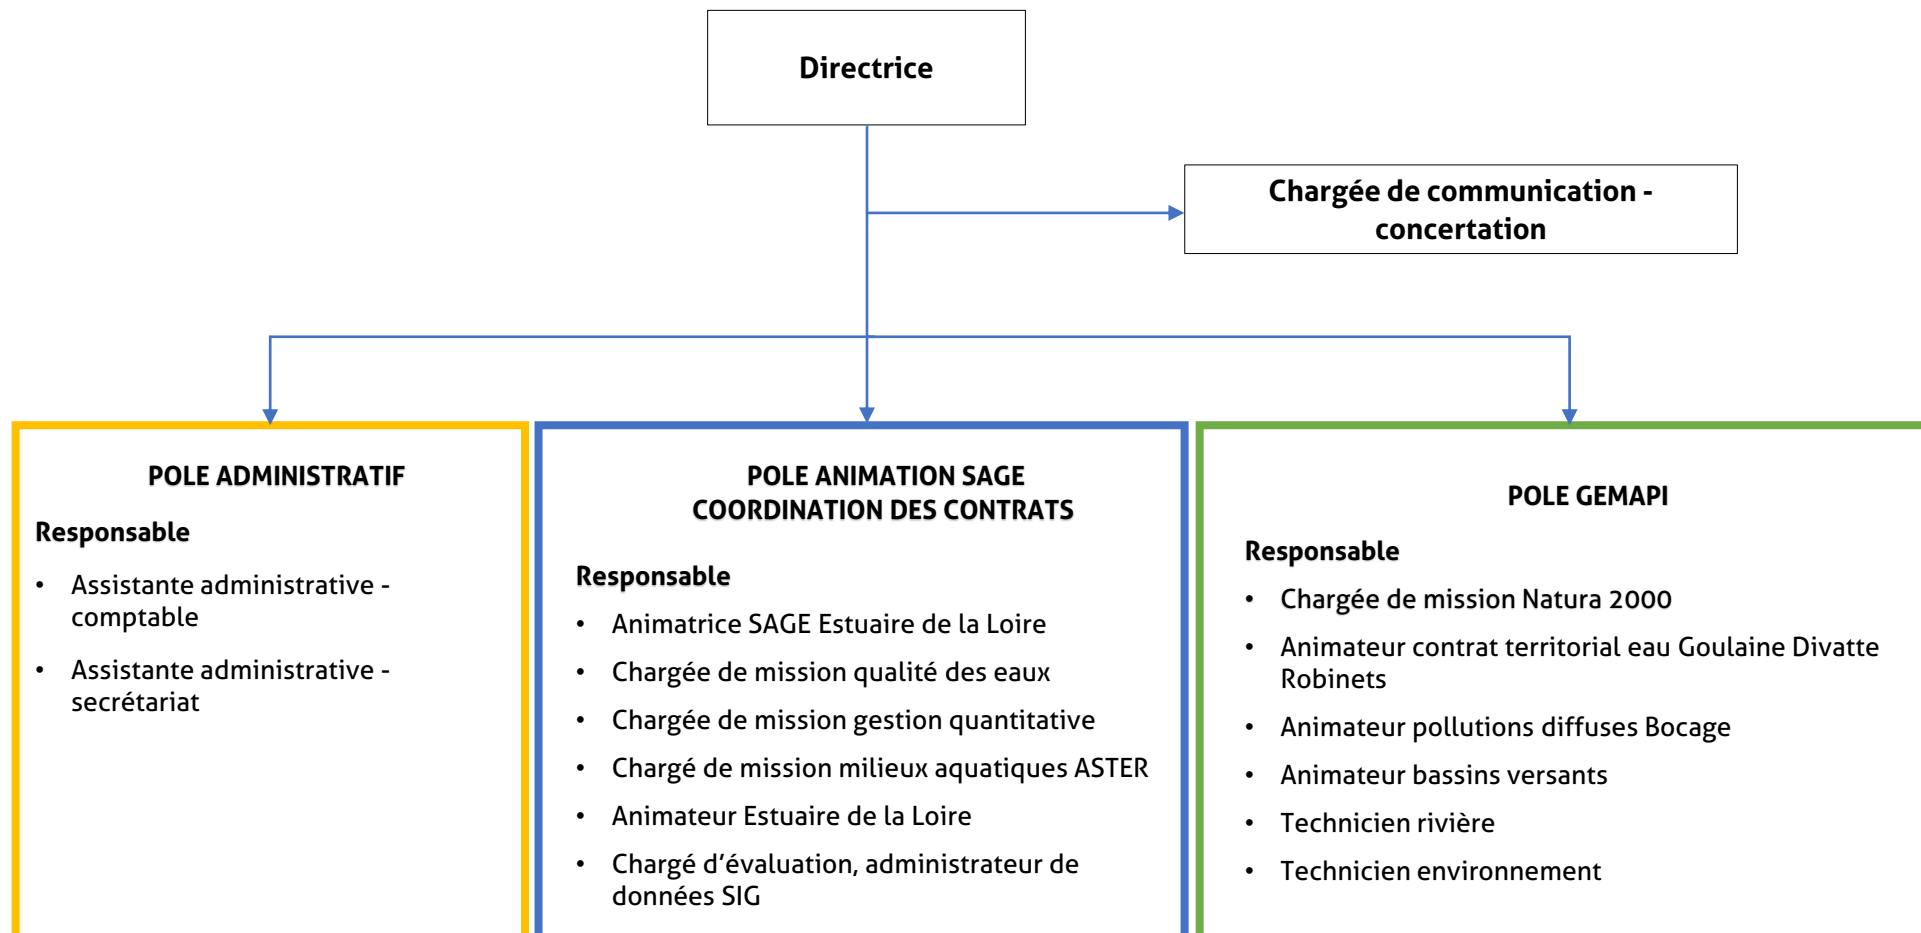 Directrice
Chargée de communication -
concertation
POLE ADMINISTRATIF
Responsable
• Assistante administrative -
comptable
• Assistante administrative -
secrétariat
POLE ANIMATION SAGE
COORDINATION DES CONTRATS
Responsable
• Animatrice SAGE Estuaire de la Loire
• Chargée de mission qualité des eaux
• Chargée de mission gestion quantitative
• Chargé de mission milieux aquatiques ASTER
• Animateur Estuaire de la Loire
• Chargé d’évaluation, administrateur de
données SIG
POLE GEMAPI
Responsable
• Chargée de mission Natura 2000
• Animateur contrat territorial eau Goulaine Divatte
Robinets
• Animateur pollutions diffuses Bocage
• Animateur bassins versants
• Technicien rivière
• Technicien environnement